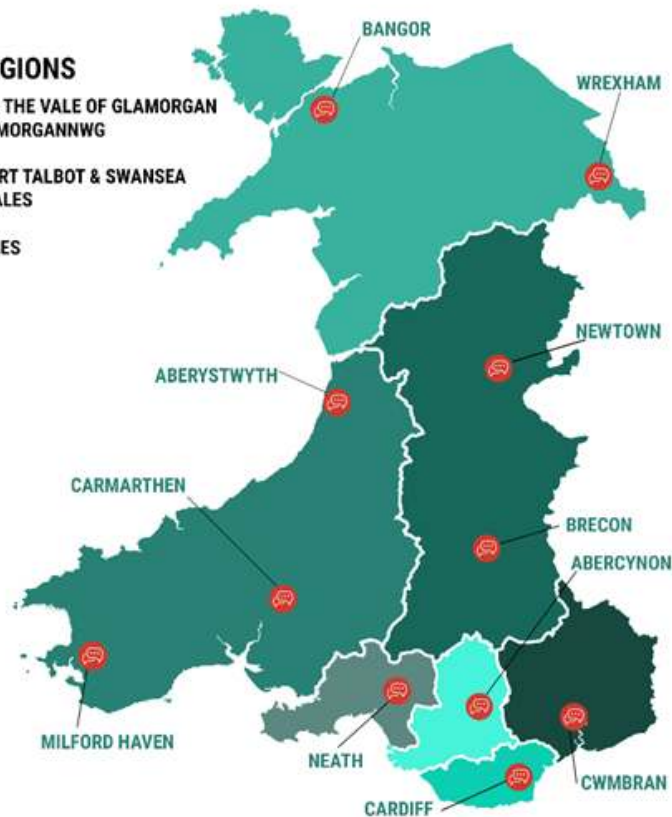 GIONS
THE VALE OF GLAMORGAN
MORGANNWG
RT TALBOT & SWANSEA
ALES
ES
BANGOR
WREXHAM
NEWTOWN
ABERYSTWYTH
CARMARTHEN
BRECON
ABERCYNON
MILFORD HAVEN
NEATH
CWMBRAN
CARDIFF